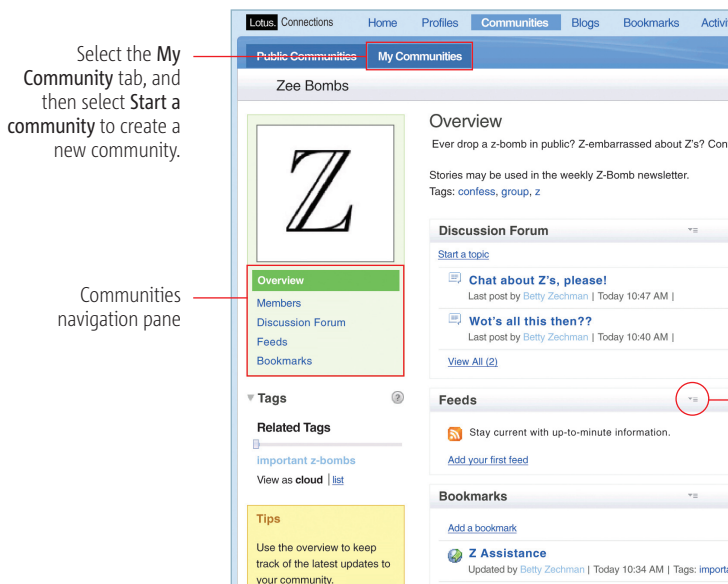 Lotus. Connections Home Profiles Communities Blogs Bookmarks Activi
Public Communities My Communities
Select the My
Community tab, and
then select Start a
community to create a
new community.
Zee Bombs
Z
Overview
Ever drop a z-bomb in public? Z-embarrassed about Z's? Con
Stories may be used in the weekly Z-Bomb newsletter.
Tags: confess, group, z
Discussion Forum
Start a topic
Chat about Z's, please!
Last post by Betty Zechman | Today 10:47 AM |
Wot's all this then??
Last post by Betty Zechman | Today 10:40 AM |
View All (2)
Communities
navigation pane
Overview
Members
Discussion Forum
Feeds
Bookmarks
Tags ?
Related Tags
important z-bombs
View as cloud | list
Tips
Use the overview to keep
track of the latest updates to
your community.
Feeds
Stay current with up-to-minute information.
Add your first feed
Bookmarks
Add a bookmark
Z Assistance
Updated by Betty Zechman | Today 10:34 AM | Tags: importa